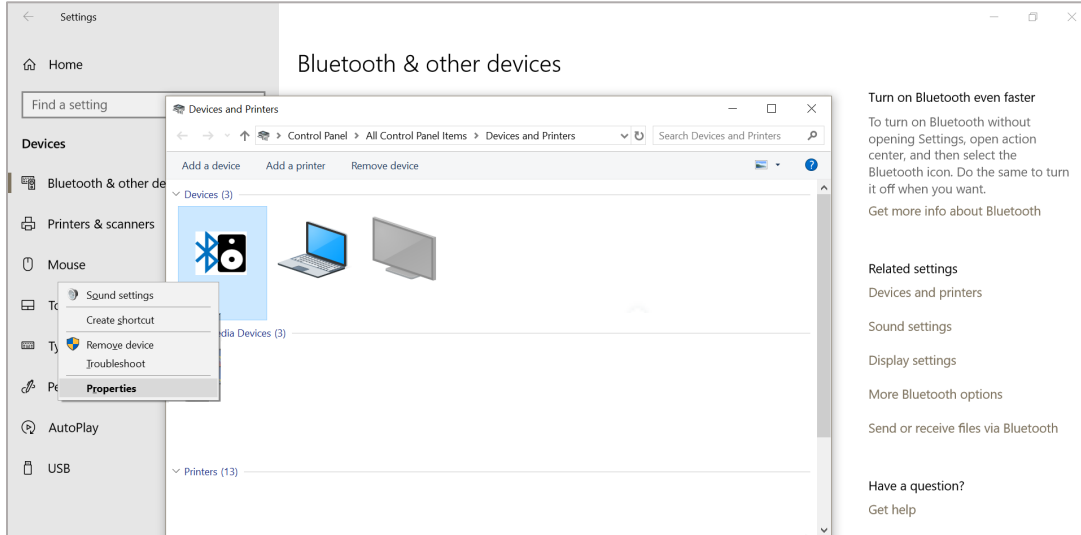 Settings
Home
Find a setting
Devices
Bluetooth & other de
Printers & scanners
Mouse
To
Ty
Pe
AutoPlay
USB
Bluetooth & other devices
Devices and Printers
Control Panel > All Control Panel Items > Devices and Printers
Search Devices and Printers
Add a device Add a printer Remove device
Devices (3)
edia Devices (3)
Printers (13)
Sound settings
Create shortcut
Remove device
Troubleshoot
Properties
Turn on Bluetooth even faster
To turn on Bluetooth without
opening Settings, open action
center, and then select the
Bluetooth icon. Do the same to turn
it off when you want.
Get more info about Bluetooth
Related settings
Devices and printers
Sound settings
Display settings
More Bluetooth options
Send or receive files via Bluetooth
Have a question?
Get help